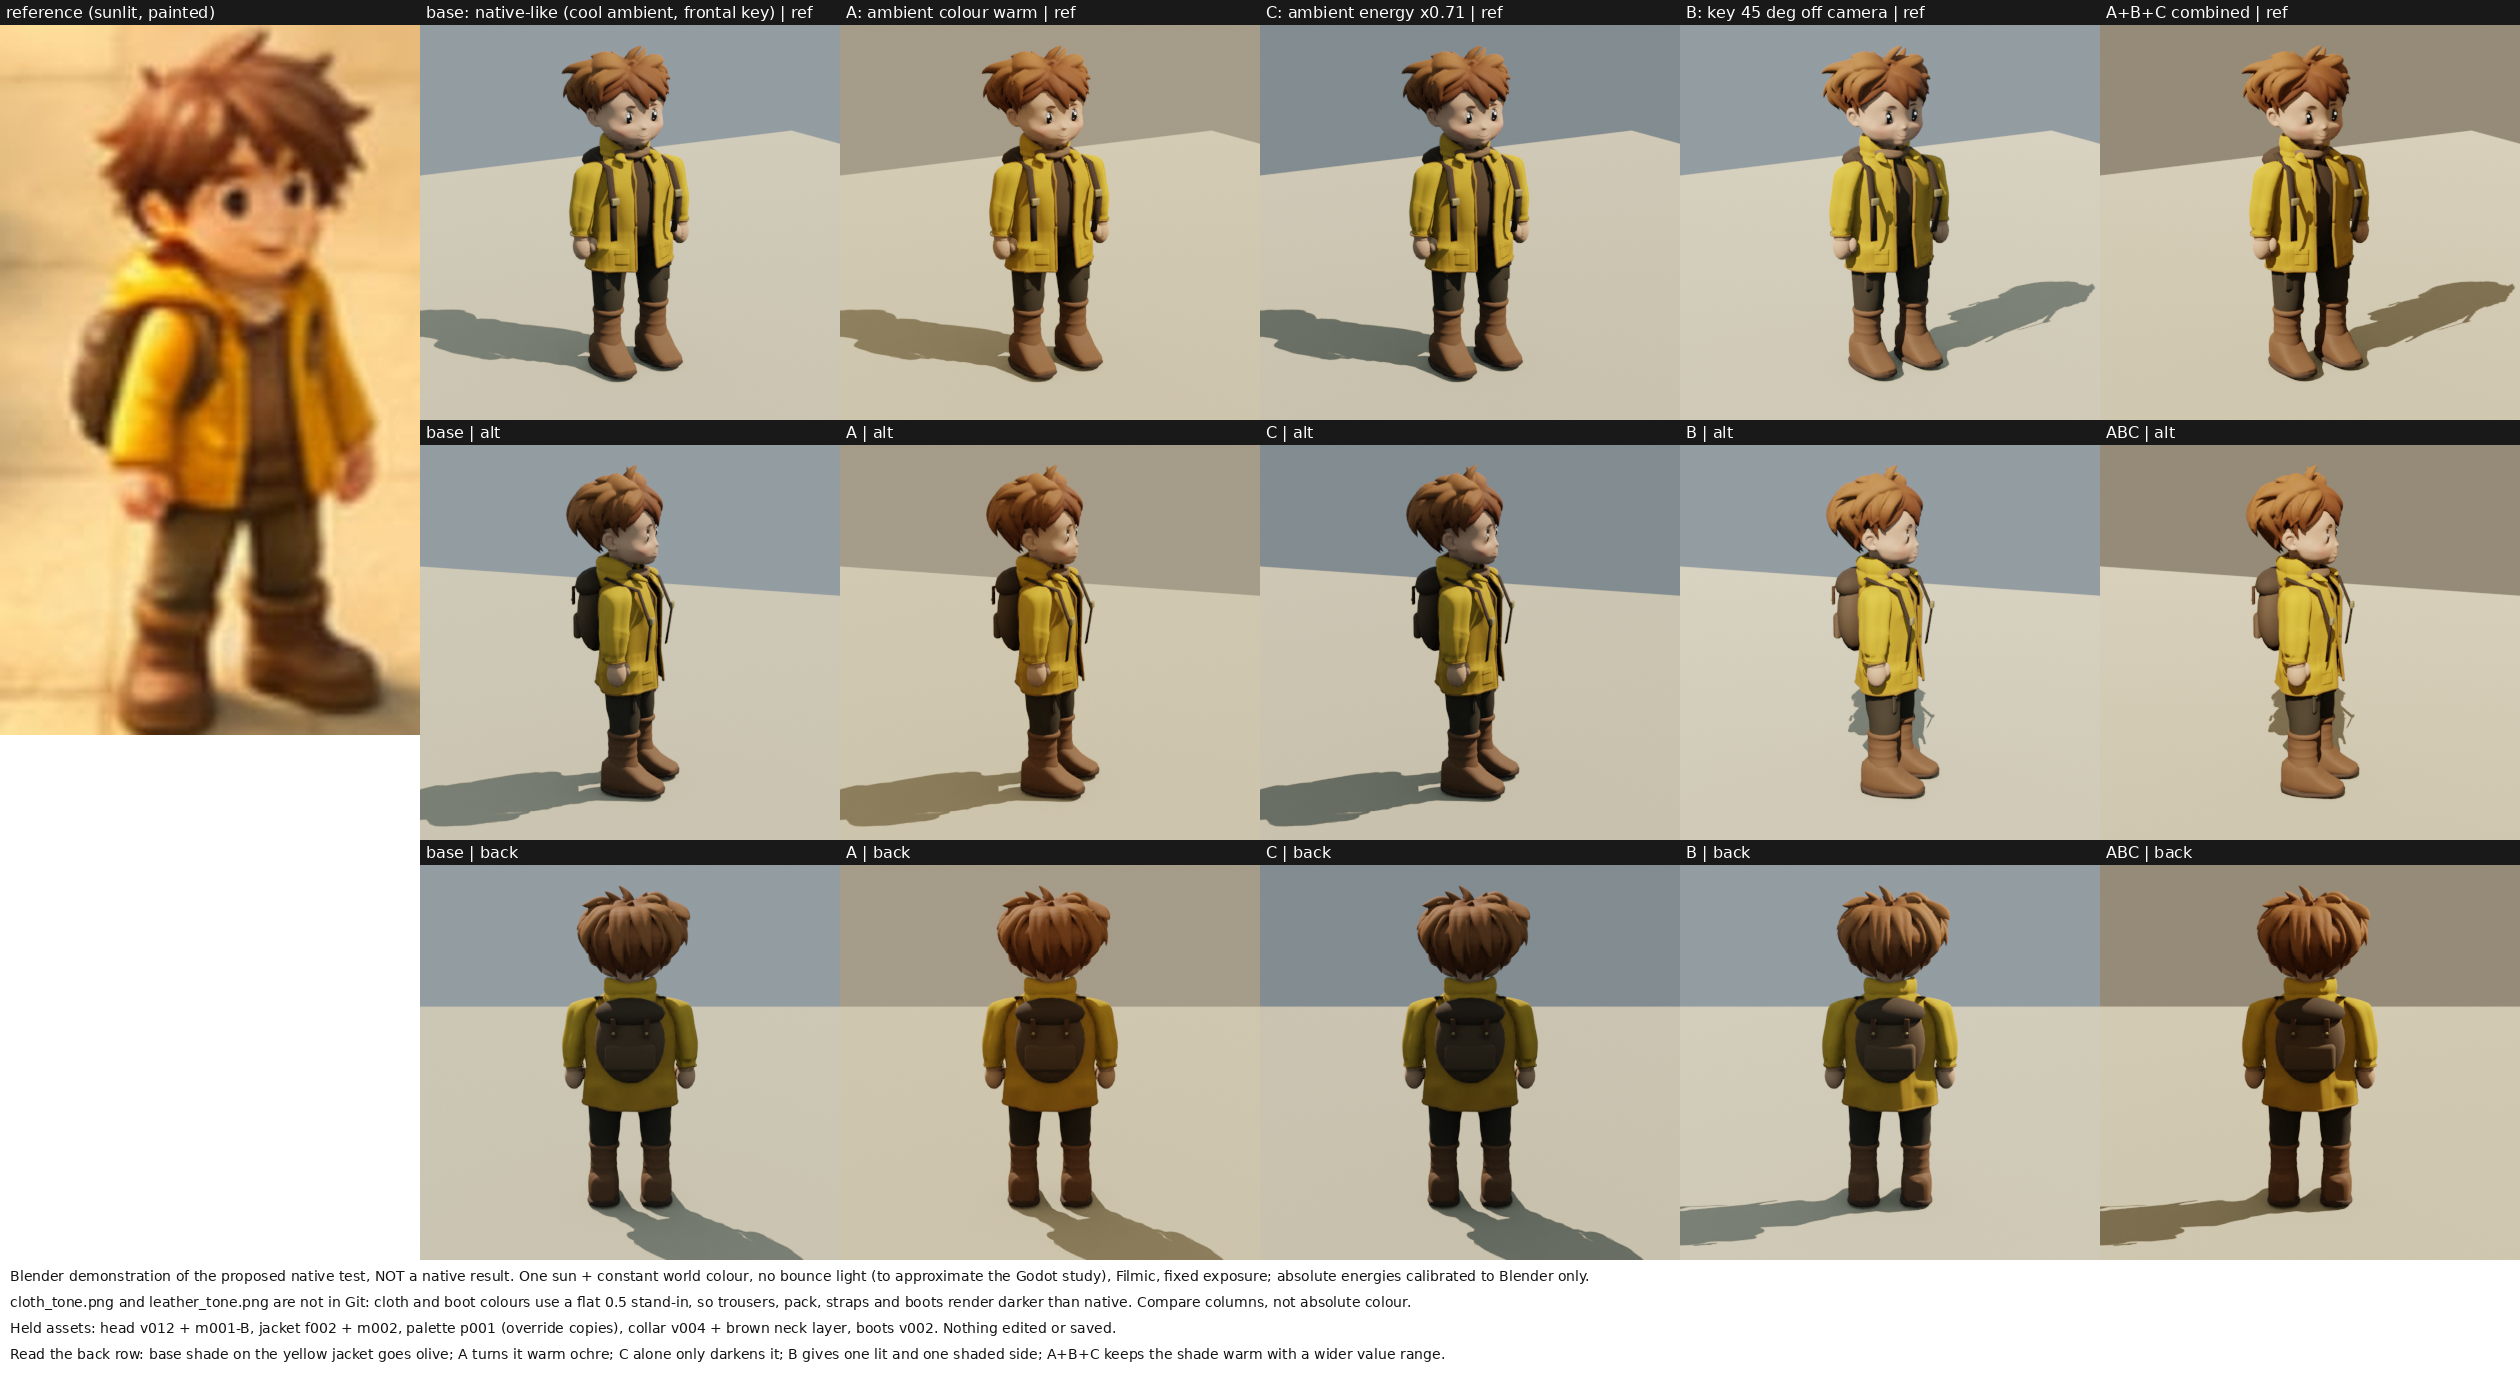 reference (sunlit, painted)
base: native-like (cool ambient, frontal key) | ref
A: ambient colour warm | ref
C: ambient energy x0.71 | ref
B: key 45 deg off camera | ref
A+B+C combined | ref
base | alt
A | alt
C | alt
B | alt
ABC | alt
base | back
A | back
C | back
B | back
ABC | back
Blender demonstration of the proposed native test, NOT a native result. One sun + constant world colour, no bounce light (to approximate the Godot study), Filmic, fixed exposure; absolute energies calibrated to Blender only.
cloth_tone.png and leather_tone.png are not in Git: cloth and boot colours use a flat 0.5 stand-in, so trousers, pack, straps and boots render darker than native. Compare columns, not absolute colour.
Held assets: head v012 + m001-B, jacket f002 + m002, palette p001 (override copies), collar v004 + brown neck layer, boots v002. Nothing edited or saved.
Read the back row: base shade on the yellow jacket goes olive; A turns it warm ochre; C alone only darkens it; B gives one lit and one shaded side; A+B+C keeps the shade warm with a wider value range.